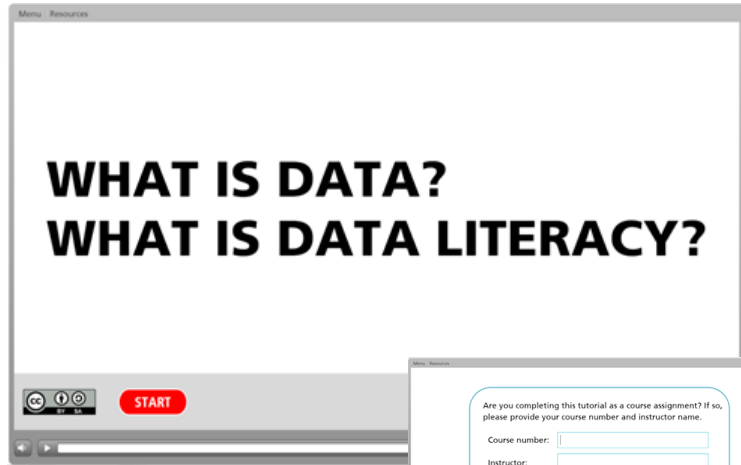 Menu Resources
WHAT IS DATA?
WHAT IS DATA LITERACY?
cc
BY SA
START
Menu Resources
Are you completing this tutorial as a course assignment? If so,
please provide your course number and instructor name.
Course number:
Instructor: